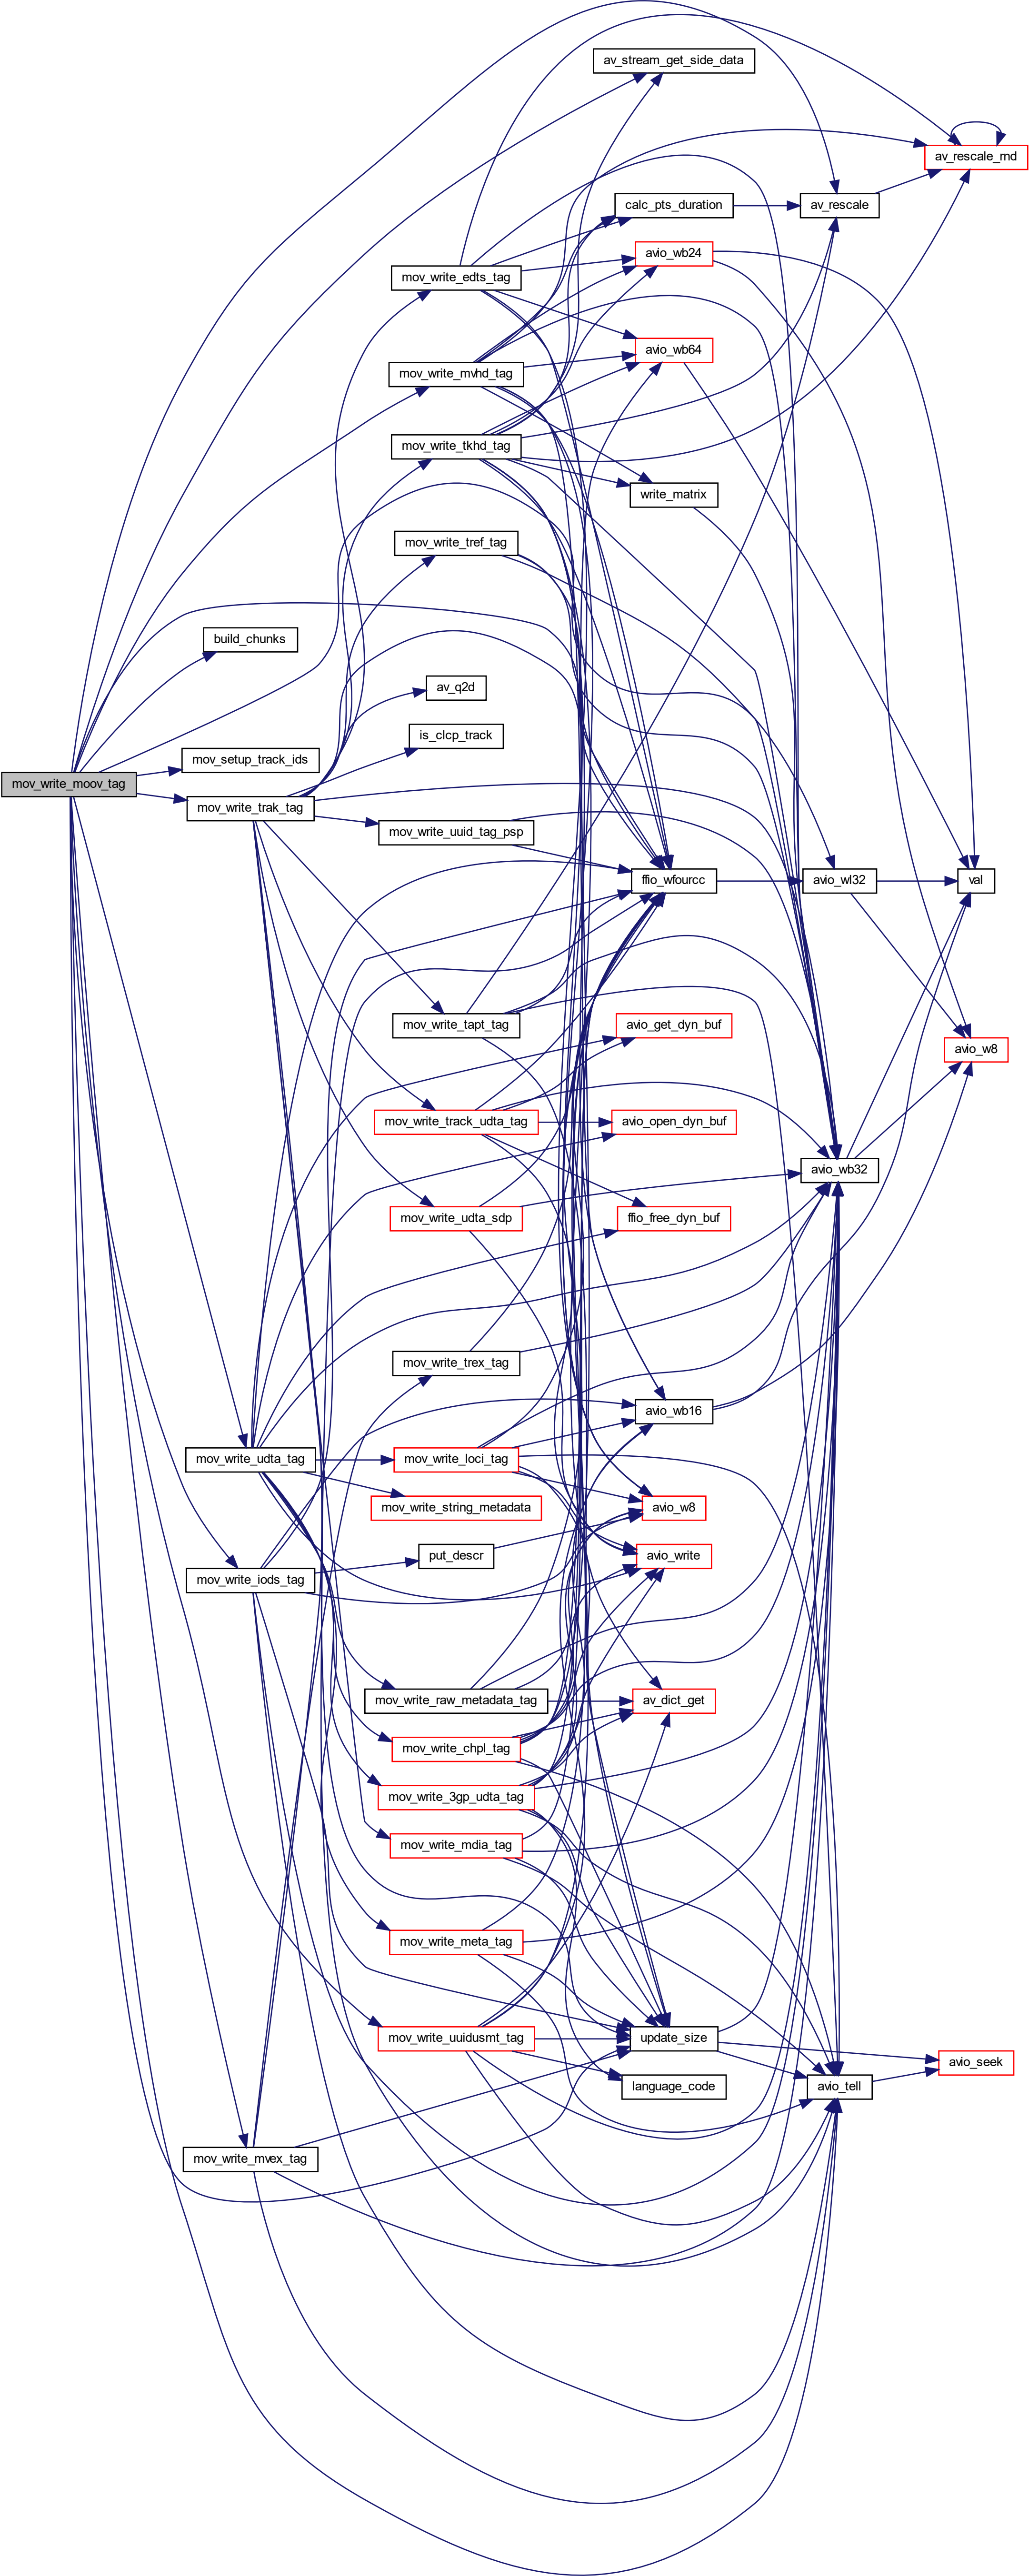 av_stream_get_side_data
av_rescale_rnd
calc_pts_duration
av_rescale
avio_wb24
mov_write_edts_tag
avio_wb64
mov_write_mvhd_tag
mov_write_tkhd_tag
write_matrix
mov_write_tref_tag
build_chunks
av_q2d
is_clcp_track
mov_setup_track_ids
mov_write_moov_tag
mov_write_trak_tag
mov_write_uuid_tag_psp
ffio_wfourcc
avio_wl32
val
mov_write_tapt_tag
avio_get_dyn_buf
avio_w8
mov_write_track_udta_tag
avio_open_dyn_buf
avio_wb32
mov_write_udta_sdp
ffio_free_dyn_buf
mov_write_trex_tag
avio_wb16
mov_write_udta_tag
mov_write_loci_tag
mov_write_string_metadata
avio_w8
put_descr
avio_write
mov_write_iods_tag
mov_write_raw_metadata_tag
av_dict_get
mov_write_chpl_tag
mov_write_3gp_udta_tag
mov_write_mdia_tag
mov_write_meta_tag
mov_write_uuidusmt_tag
update_size
avio_seek
language_code
avio_tell
mov_write_mvex_tag